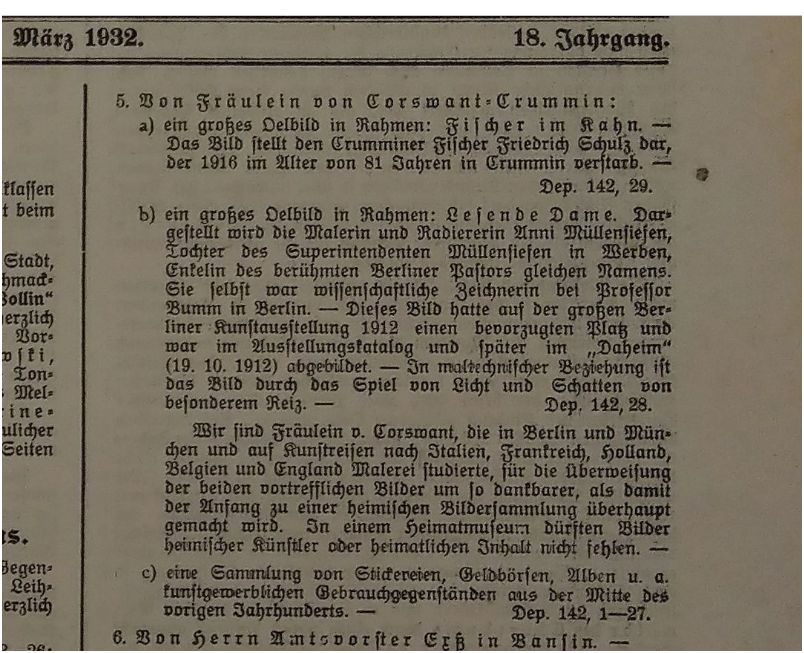 März 1932.
18. Jahrgang.
klassen
t beim
Stadt,
hmack-
Bollin“
erzlich
Vor-
wski,
Ton-
Mel-
rine-
ulicher
Seiten
Gegen-
Leih-
erzlich
5. Von Fräulein von Corswant-Crummin:
a) ein großes Oelbild in Rahmen: Fischer im Kahn. —
Das Bild stellt den Crumminer Fischer Friedrich Schulz dar,
der 1916 im Alter von 81 Jahren in Crummin verstarb. —
Dep. 142, 29.
b) ein großes Oelbild in Rahmen: Lesende Dame. Dar-
gestellt wird die Malerin und Radiererin Anni Müllensiefen,
Tochter des Superintendenten Müllensiefen in Werben,
Enkelin des berühmten Berliner Pastors gleichen Namens.
Sie selbst war wissenschaftliche Zeichnerin bei Professor
Bumm in Berlin. — Dieses Bild hatte auf der großen Ber-
liner Kunstausstellung 1912 einen bevorzugten Platz und
war im Ausstellungskatalog und später im „Daheim“
(19. 10. 1912) abgebildet. — In maltechnischer Beziehung ist
das Bild durch das Spiel von Licht und Schatten von
besonderem Reiz. — Dep. 142, 28.
Wir sind Fräulein v. Corswant, die in Berlin und Mün-
chen und auf Kunstreisen nach Italien, Frankreich, Holland,
Belgien und England Malerei studierte, für die Überweisung
der beiden vortrefflichen Bilder um so dankbarer, als damit
der Anfang zu einer heimischen Bildersammlung überhaupt
gemacht wird. In einem Heimatmuseum dürften Bilder
heimischer Künstler oder heimatlichen Inhalt nicht fehlen. —
c) eine Sammlung von Stickereien, Geldbörsen, Alben u. a.
kunstgewerblichen Gebrauchgegenständen aus der Mitte des
vorigen Jahrhunderts. — Dep. 142, 1—27.
6. Von Herrn Amtsvorster Erß in Bansin. —